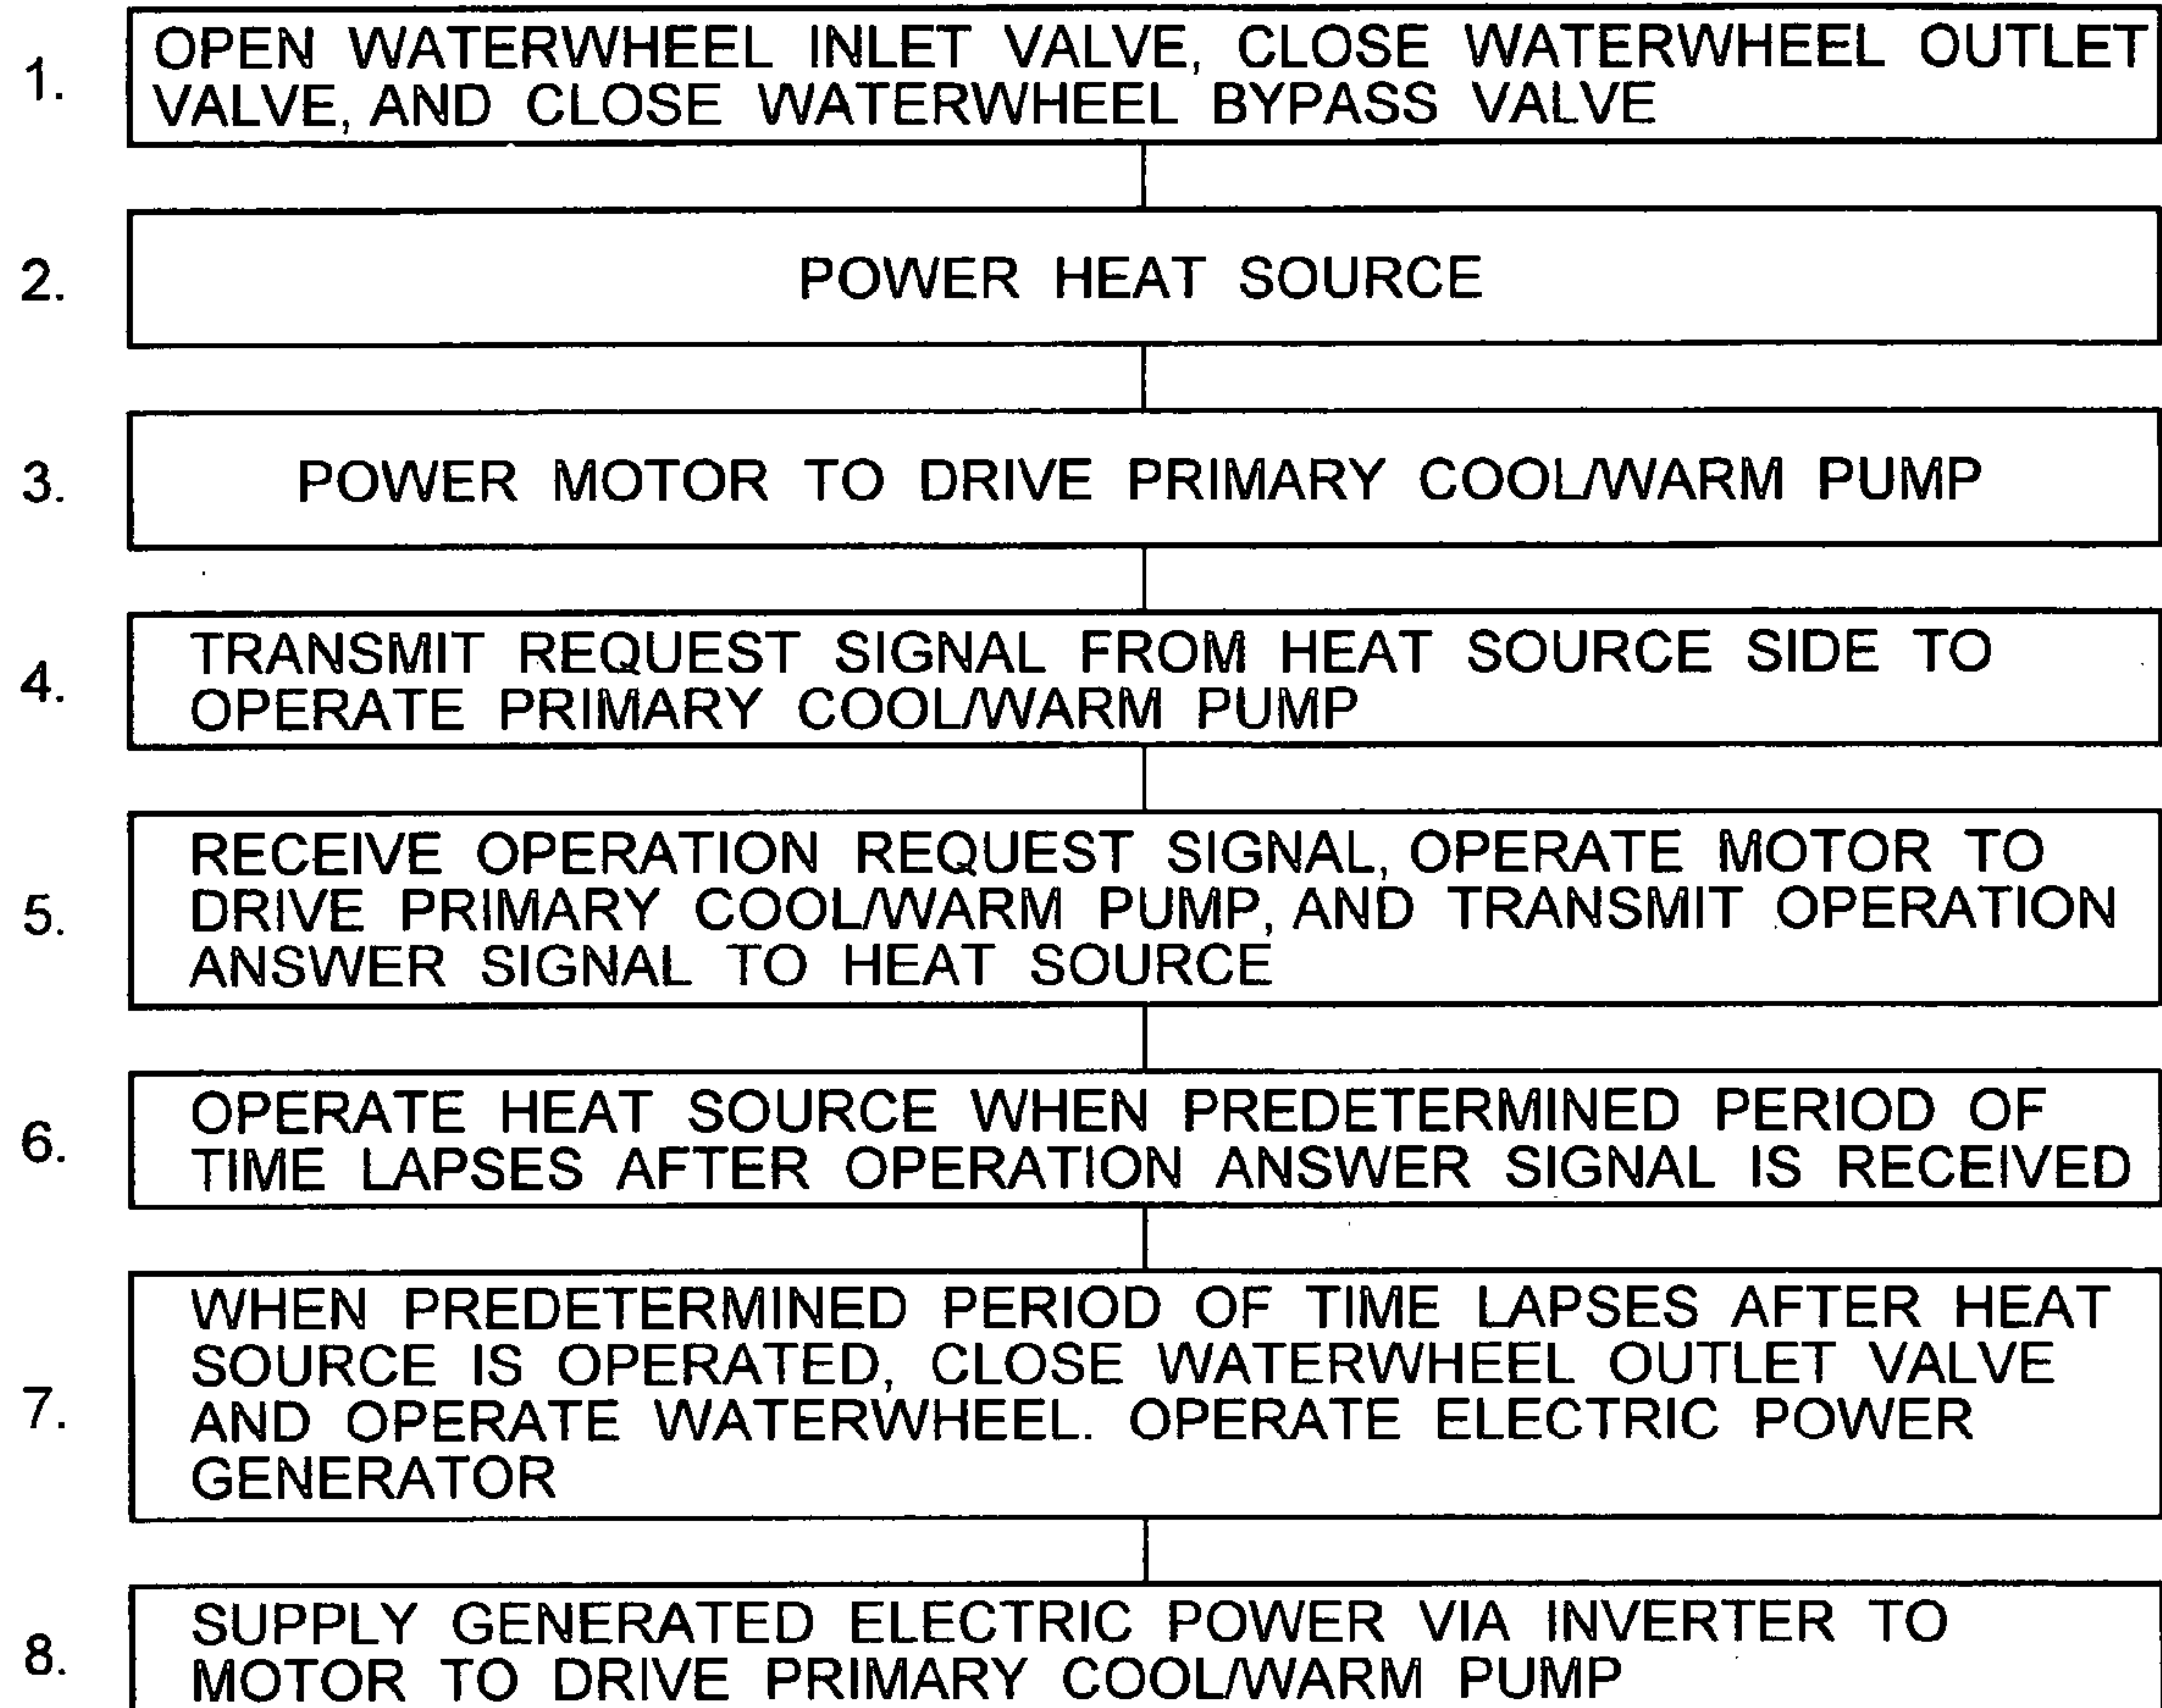 1. OPEN WATERWHEEL INLET VALVE, CLOSE WATERWHEEL OUTLET
VALVE, AND CLOSE WATERWHEEL BYPASS VALVE
2. POWER HEAT SOURCE
3. POWER MOTOR TO DRIVE PRIMARY COOL/WARM PUMP
4. TRANSMIT REQUEST SIGNAL FROM HEAT SOURCE SIDE TO
OPERATE PRIMARY COOL/WARM PUMP
5. RECEIVE OPERATION REQUEST SIGNAL, OPERATE MOTOR TO
DRIVE PRIMARY COOL/WARM PUMP, AND TRANSMIT OPERATION
ANSWER SIGNAL TO HEAT SOURCE
6. OPERATE HEAT SOURCE WHEN PREDETERMINED PERIOD OF
TIME LAPSES AFTER OPERATION ANSWER SIGNAL IS RECEIVED
7. WHEN PREDETERMINED PERIOD OF TIME LAPSES AFTER HEAT
SOURCE IS OPERATED, CLOSE WATERWHEEL OUTLET VALVE
AND OPERATE WATERWHEEL. OPERATE ELECTRIC POWER
GENERATOR
8. SUPPLY GENERATED ELECTRIC POWER VIA INVERTER TO
MOTOR TO DRIVE PRIMARY COOL/WARM PUMP